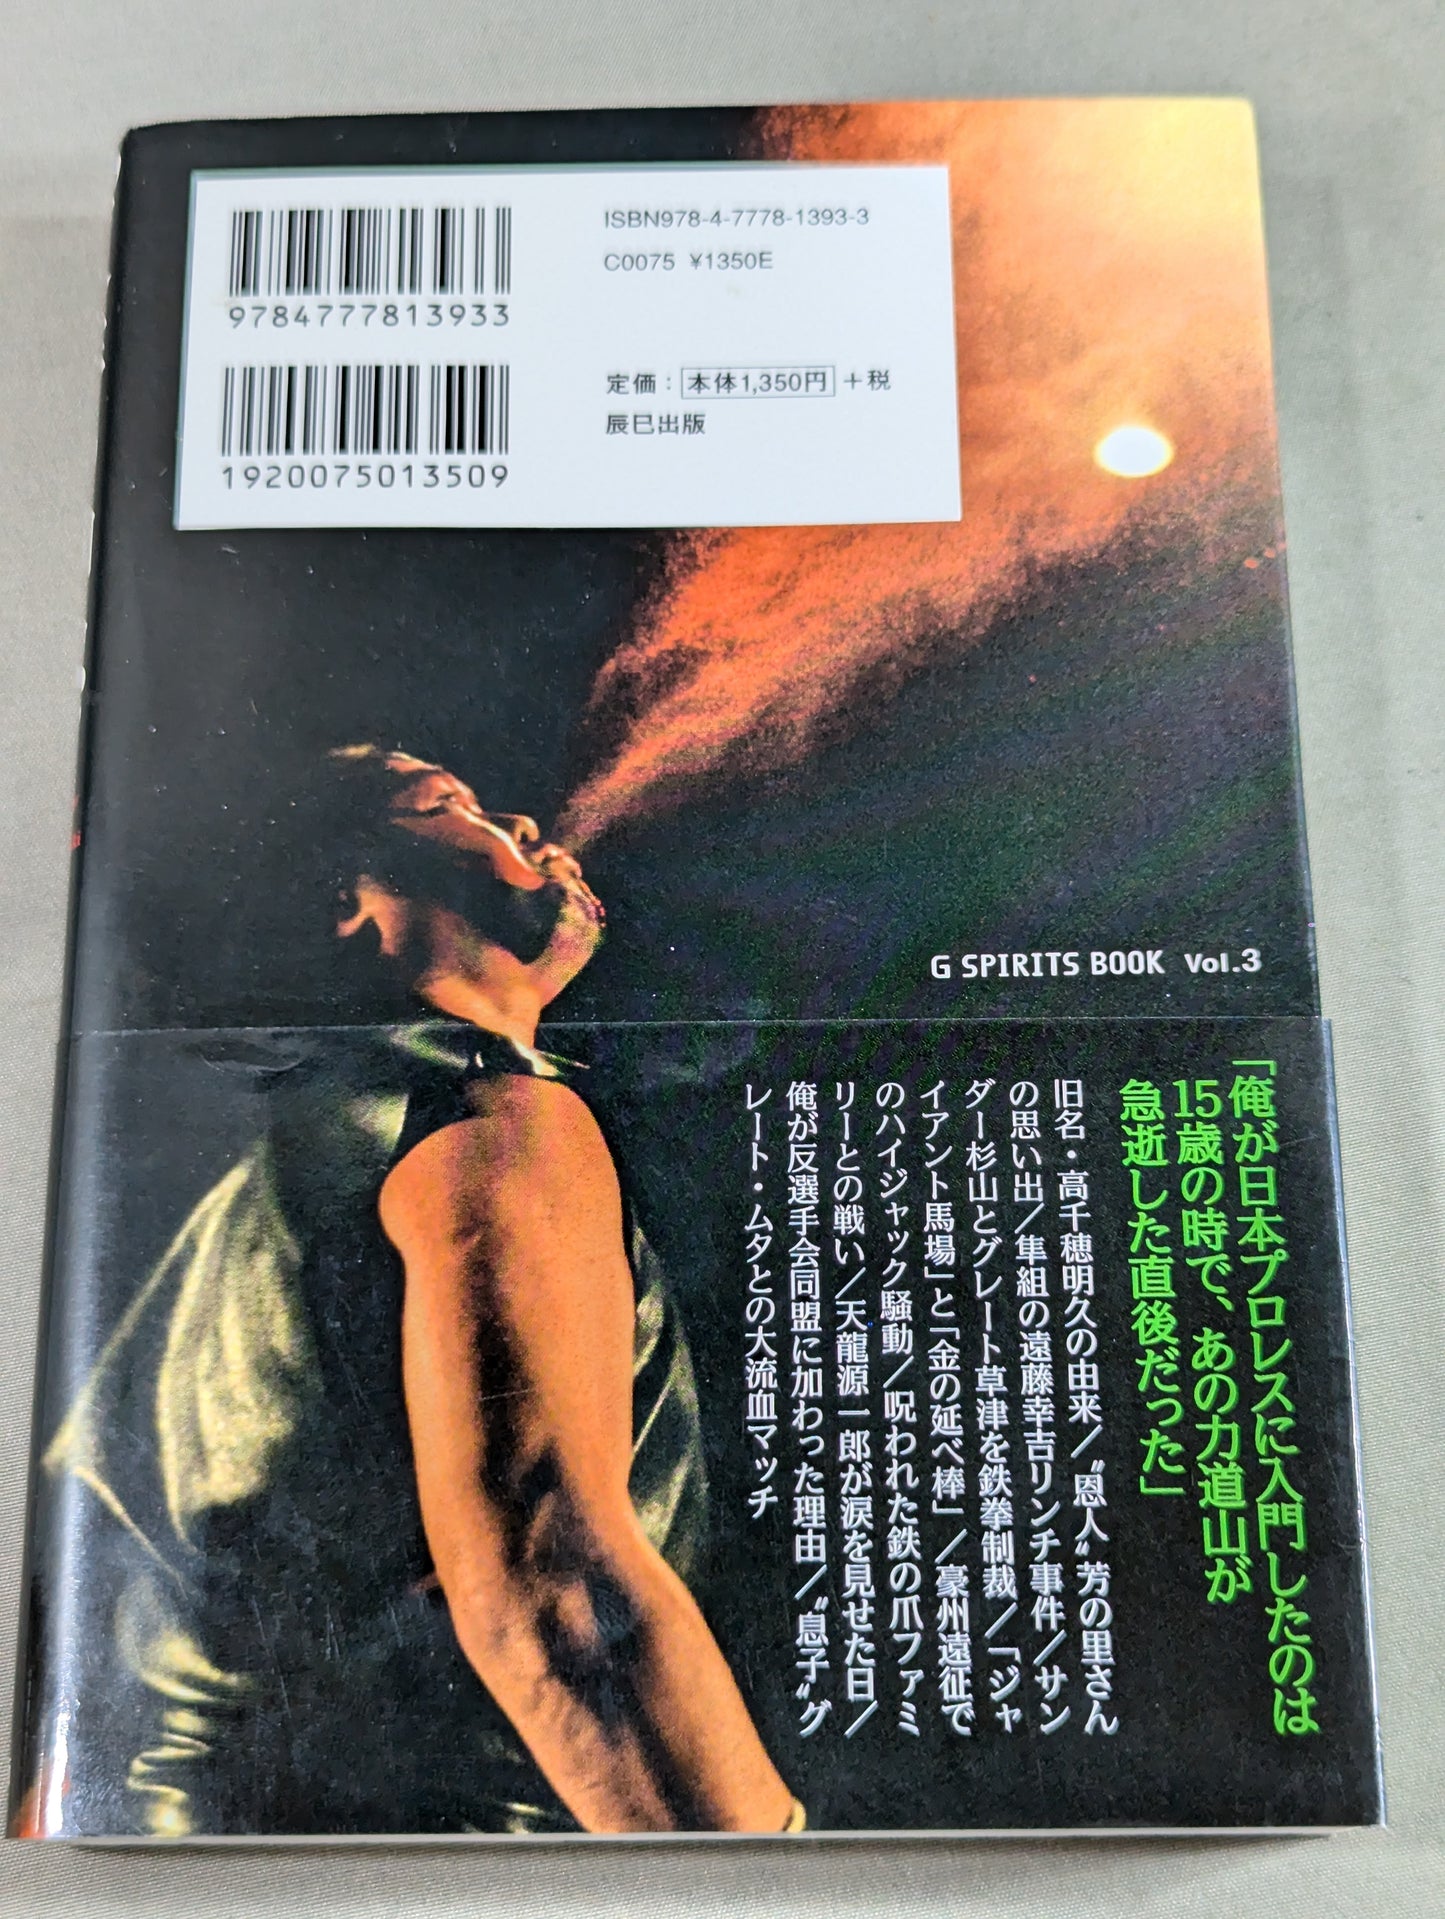 ISBN978-4-7778-1393-3
C0075 ¥1350E
9784777813933
定価：本体1,350円＋税
辰巳出版
1920075013509
G SPIRITS BOOK Vol.3
「俺が日本プロレスに入門したのは
15歳の時で、あの力道山が
急逝した直後だった」
旧名・高千穂明久の由来/〝恩人〟芳の里さん
の思い出/隼組の遠藤幸吉リンチ事件/サン
ダー杉山とグレート草津を鉄拳制裁/「ジャ
イアント馬場」と「金の延べ棒」/豪州遠征で
のハイジャック騒動/呪われた鉄の爪ファミ
リーとの戦い/天龍源一郎が涙を見せた日/
俺が反選手会同盟に加わった理由/〝息子〟グ
レート・ムタとの大流血マッチ